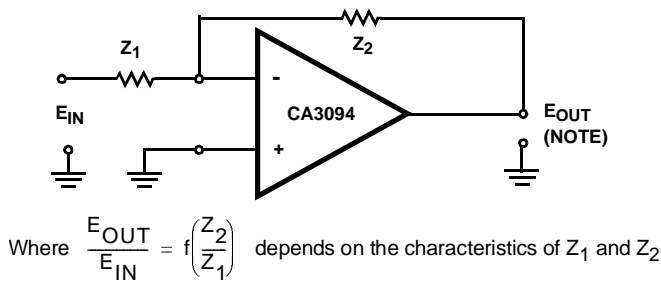 Z1
Z2
-
CA3094
+
EIN
EOUT
(NOTE)
Where EOUT/EIN = f(Z2/Z1) depends on the characteristics of Z1 and Z2